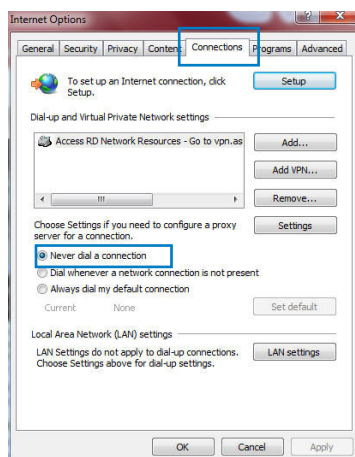 Internet Options
General Security Privacy Content Connections Programs Advanced
To set up an Internet connection, click
Setup.
Setup
Dial-up and Virtual Private Network settings
Access RD Network Resources - Go to vpn.as
Add...
Add VPN...
Remove...
Choose Settings if you need to configure a proxy
server for a connection.
Settings
Never dial a connection
Dial whenever a network connection is not present
Always dial my default connection
Current None
Set default
Local Area Network (LAN) settings
LAN Settings do not apply to dial-up connections.
Choose Settings above for dial-up settings.
LAN settings
OK Cancel Apply